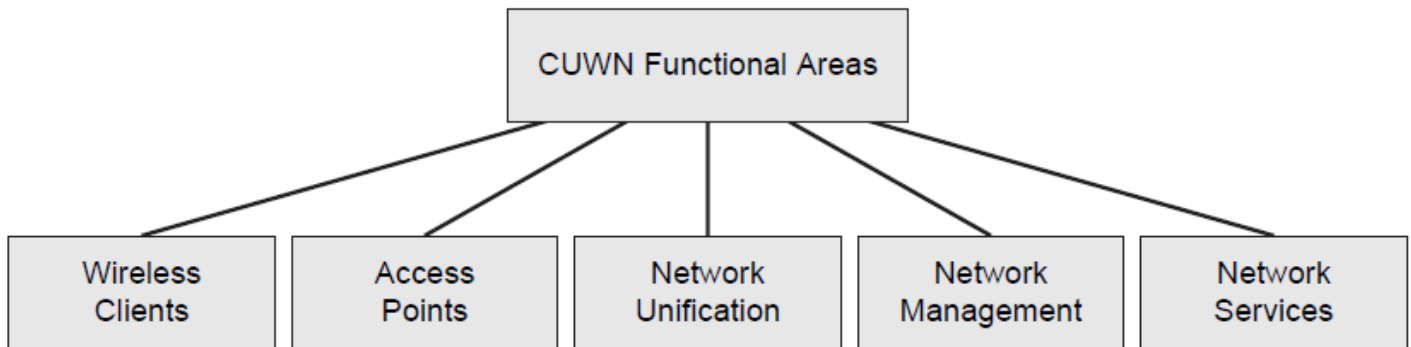 CUWN Functional Areas
Wireless
Clients
Access
Points
Network
Unification
Network
Management
Network
Services